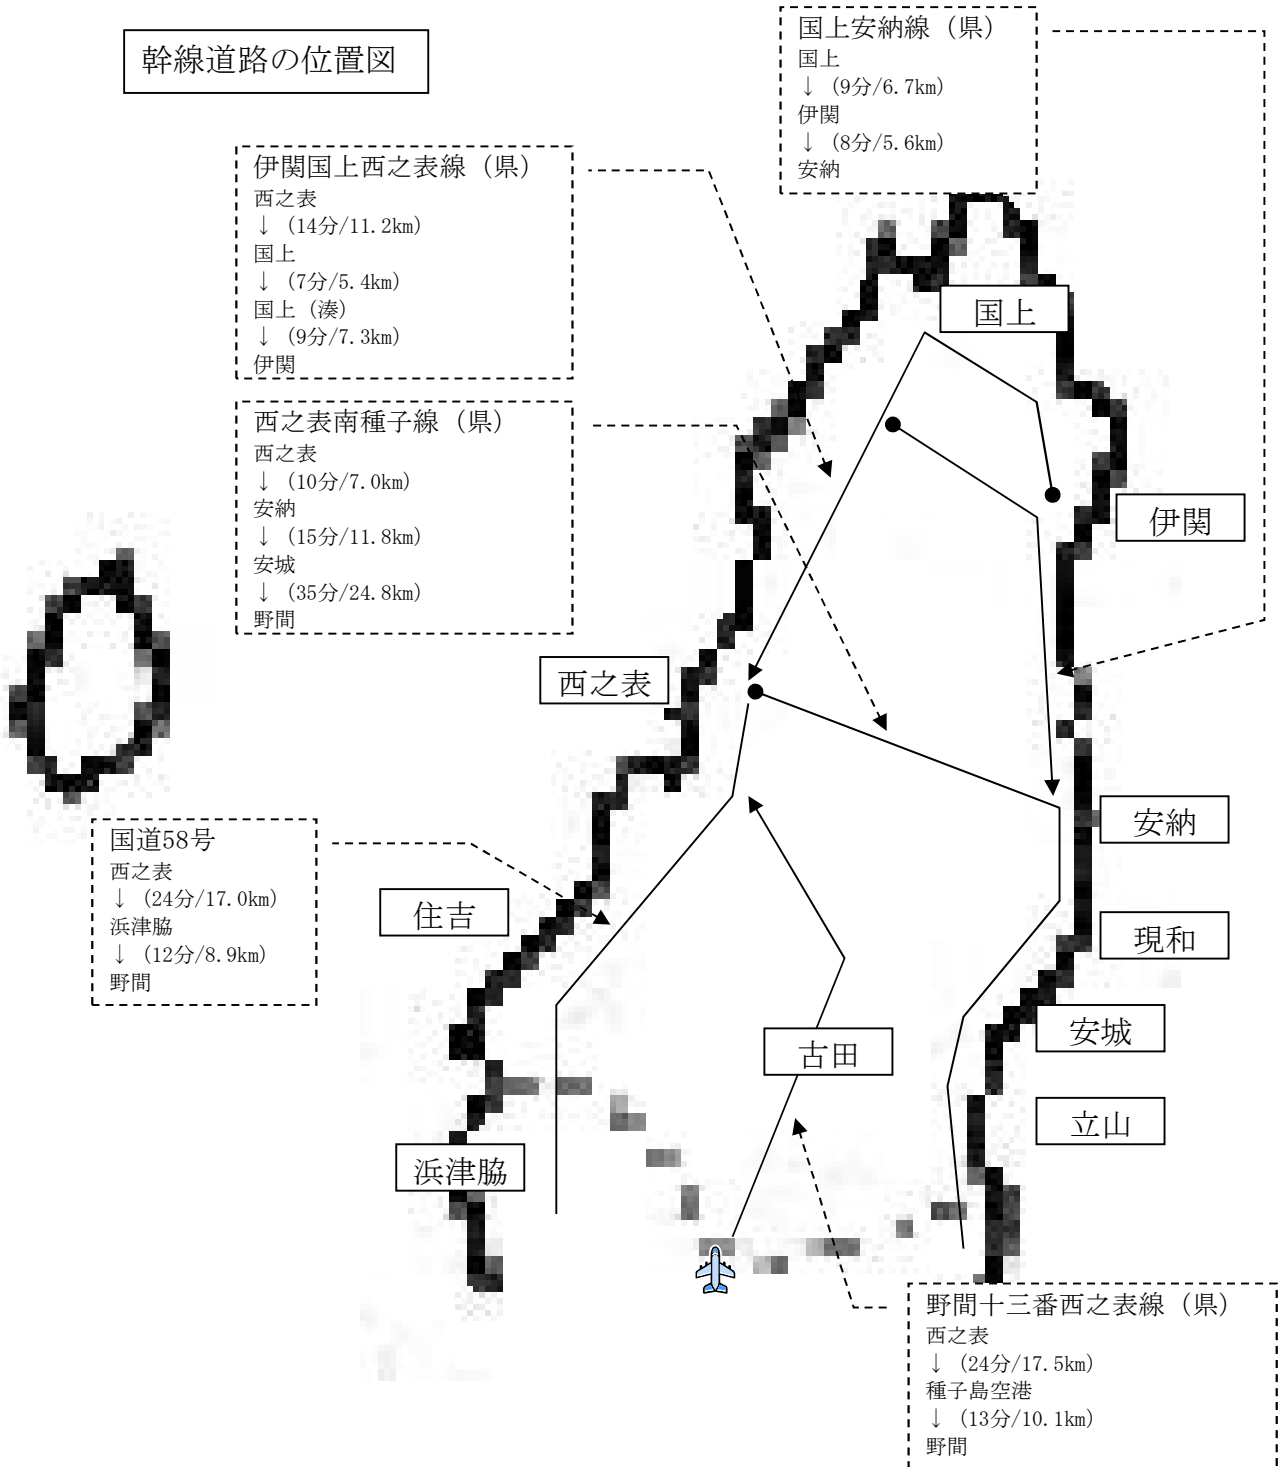 幹線道路の位置図
国上安納線（県）
国上
↓（9分/6.7km）
伊関
↓（8分/5.6km）
安納
伊関国上西之表線（県）
西之表
↓（14分/11.2km）
国上
↓（7分/5.4km）
国上（湊）
↓（9分/7.3km）
伊関
西之表南種子線（県）
西之表
↓（10分/7.0km）
安納
↓（15分/11.8km）
安城
↓（35分/24.8km）
野間
国上
伊関
西之表
安納
国道58号
西之表
↓（24分/17.0km）
浜津脇
↓（12分/8.9km）
野間
住吉
現和
安城
古田
立山
浜津脇
野間十三番西之表線（県）
西之表
↓（24分/17.5km）
種子島空港
↓（13分/10.1km）
野間